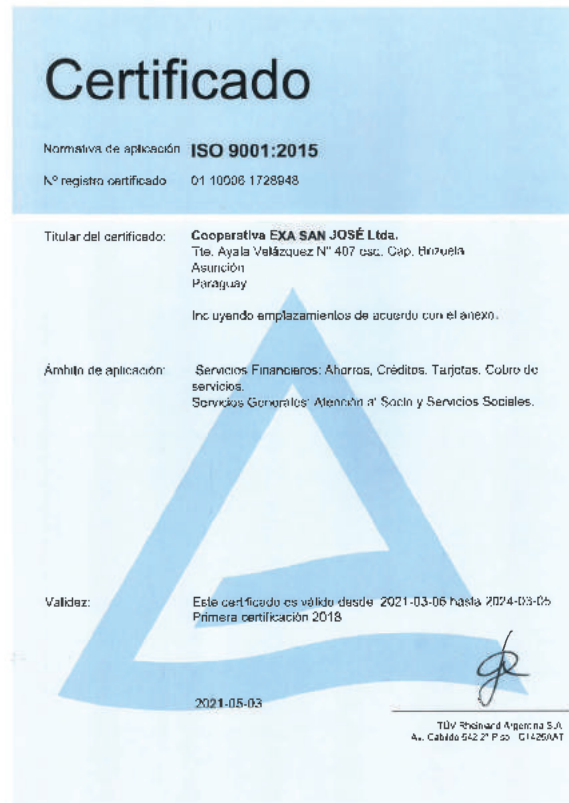 Certificado
Normativa de aplicación ISO 9001:2015
Nº registro certificado 01 10006 1728948
Titular del certificado: Cooperativa EXA SAN JOSÉ Ltda.
Tte. Ayala Velázquez N° 407 esq. Cap. Brizuela
Asunción
Paraguay
Incluyendo emplazamientos de acuerdo con el anexo.
Ámbito de aplicación: Servicios Financieros: Ahorros, Créditos, Tarjetas, Cobro de
servicios.
Servicios Generales: Atención al Socio y Servicios Sociales.
Validez: Este certificado es válido desde 2021-03-06 hasta 2024-03-05
Primera certificación 2018
2021-05-03
TÜV Rheinland Argentina S.A.
Av. Cabildo 642 2° Piso C1426AAT